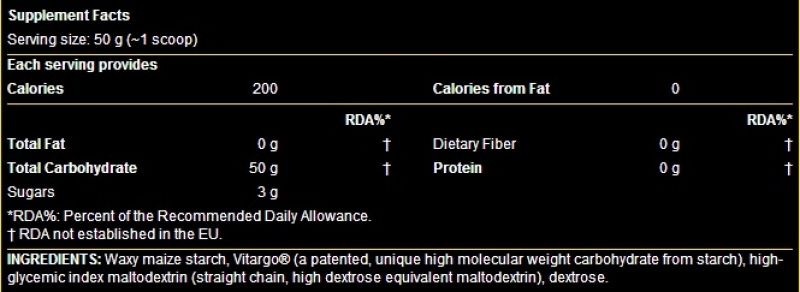 Supplement Facts
Serving size: 50 g (~1 scoop)
Each serving provides
Calories 200 Calories from Fat 0
RDA%* RDA%*
Total Fat 0 g † Dietary Fiber 0 g †
Total Carbohydrate 50 g † Protein 0 g †
Sugars 3 g
*RDA%: Percent of the Recommended Daily Allowance.
† RDA not established in the EU.
INGREDIENTS: Waxy maize starch, Vitargo® (a patented, unique high molecular weight carbohydrate from starch), high-
glycemic index maltodextrin (straight chain, high dextrose equivalent maltodextrin), dextrose.